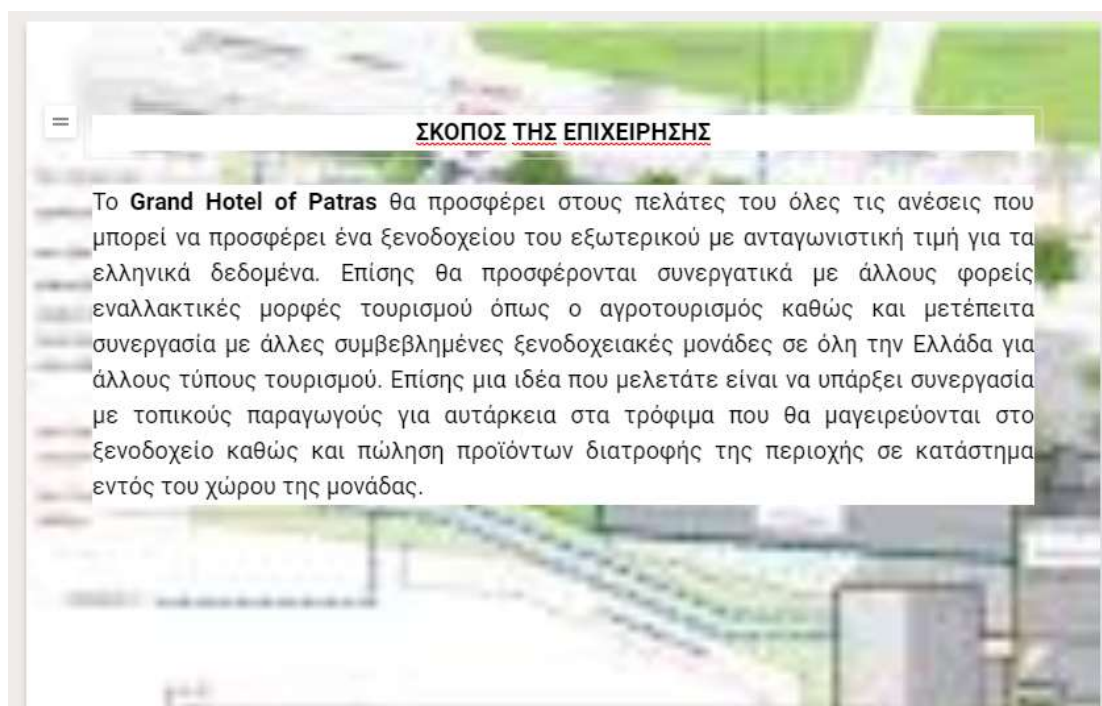 ΣΚΟΠΟΣ ΤΗΣ ΕΠΙΧΕΙΡΗΣΗΣ
Το Grand Hotel of Patras θα προσφέρει στους πελάτες του όλες τις ανέσεις που
μπορεί να προσφέρει ένα ξενοδοχείου του εξωτερικού με ανταγωνιστική τιμή για τα
ελληνικά δεδομένα. Επίσης θα προσφέρονται συνεργατικά με άλλους φορείς
εναλλακτικές μορφές τουρισμού όπως ο αγροτουρισμός καθώς και μετέπειτα
συνεργασία με άλλες συμβεβλημένες ξενοδοχειακές μονάδες σε όλη την Ελλάδα για
άλλους τύπους τουρισμού. Επίσης μια ιδέα που μελετάτε είναι να υπάρξει συνεργασία
με τοπικούς παραγωγούς για αυτάρκεια στα τρόφιμα που θα μαγειρεύονται στο
ξενοδοχείο καθώς και πώληση προϊόντων διατροφής της περιοχής σε κατάστημα
εντός του χώρου της μονάδας.